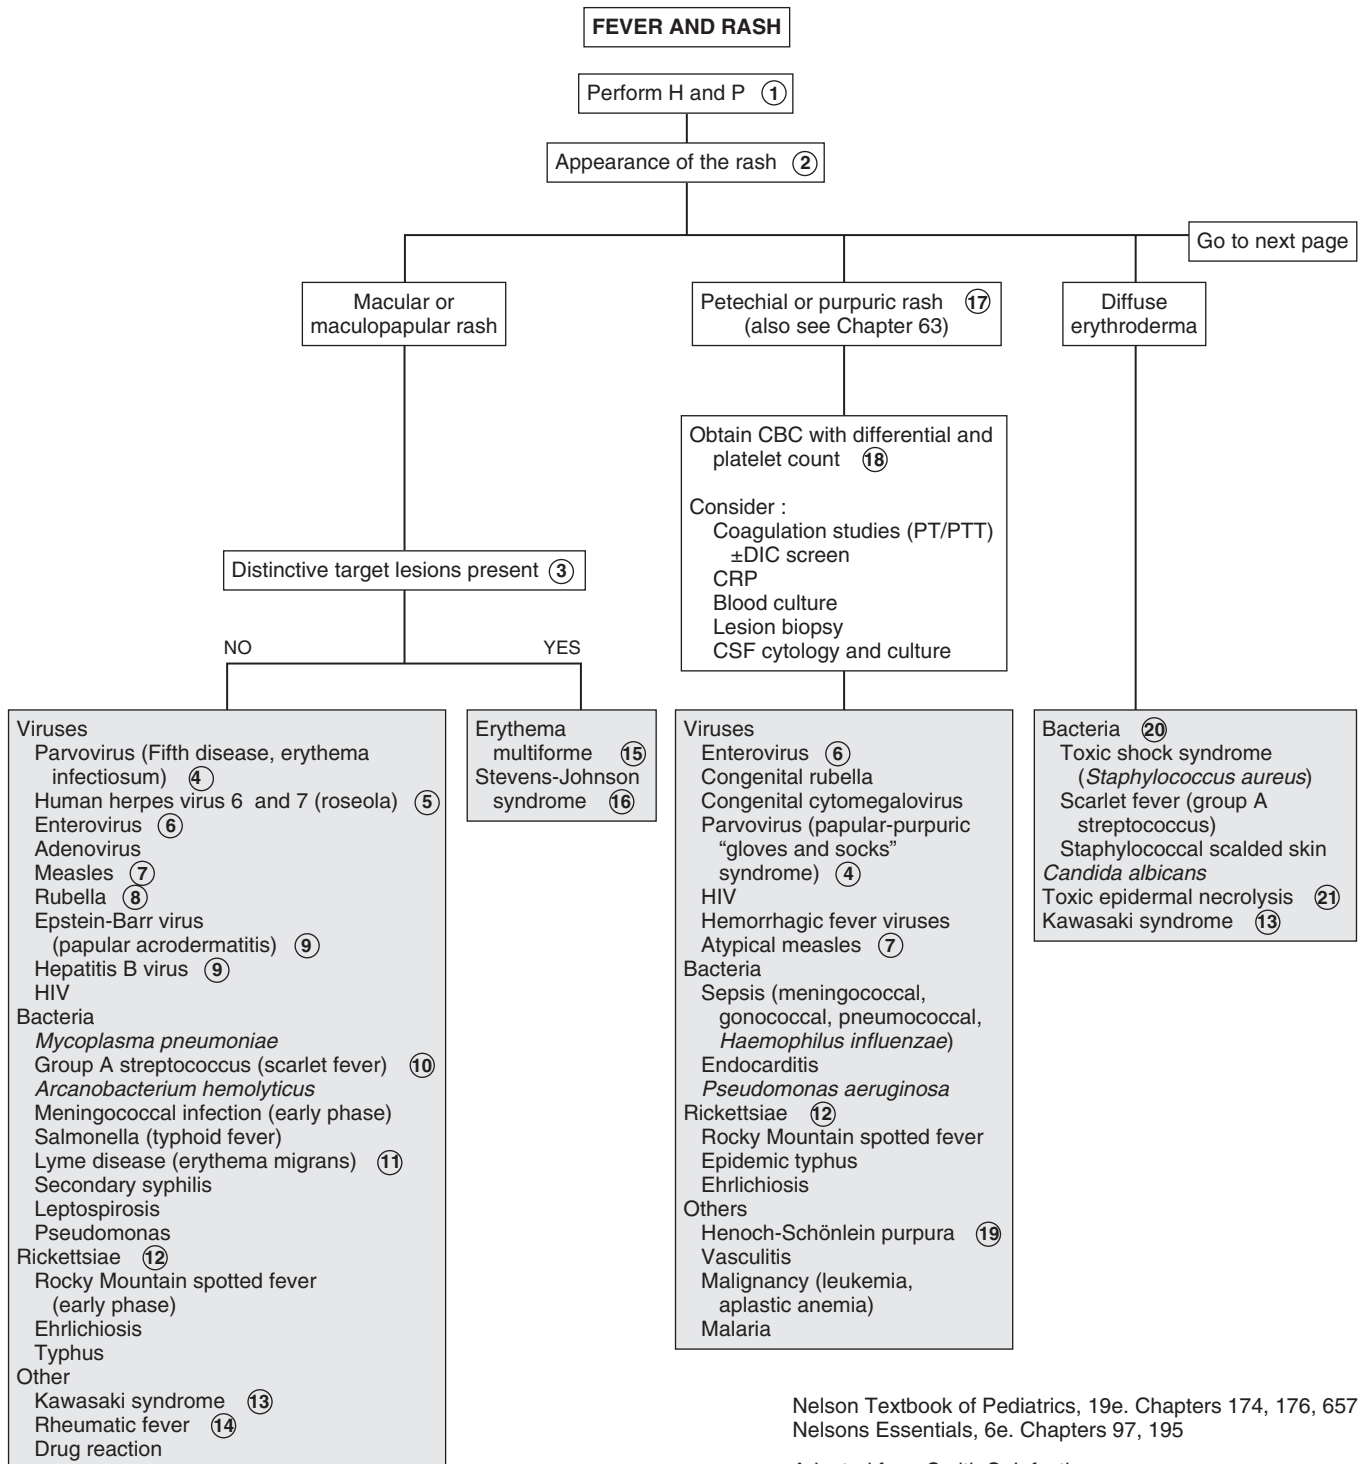 FEVER AND RASH
Perform H and P 1
Appearance of the rash 2
Go to next page
Macular or
maculopapular rash
Petechial or purpuric rash 17
(also see Chapter 63)
Diffuse
erythroderma
Obtain CBC with differential and
platelet count 18
Consider :
Coagulation studies (PT/PTT)
±DIC screen
CRP
Blood culture
Lesion biopsy
CSF cytology and culture
Distinctive target lesions present 3
NO
YES
Viruses
Parvovirus (Fifth disease, erythema
infectiosum) 4
Human herpes virus 6 and 7 (roseola) 5
Enterovirus 6
Adenovirus
Measles 7
Rubella 8
Epstein-Barr virus
(papular acrodermatitis) 9
Hepatitis B virus 9
HIV
Bacteria
Mycoplasma pneumoniae
Group A streptococcus (scarlet fever) 10
Arcanobacterium hemolyticus
Meningococcal infection (early phase)
Salmonella (typhoid fever)
Lyme disease (erythema migrans) 11
Secondary syphilis
Leptospirosis
Pseudomonas
Rickettsiae 12
Rocky Mountain spotted fever
(early phase)
Ehrlichiosis
Typhus
Other
Kawasaki syndrome 13
Rheumatic fever 14
Drug reaction
Erythema
multiforme 15
Stevens-Johnson
syndrome 16
Viruses
Enterovirus 6
Congenital rubella
Congenital cytomegalovirus
Parvovirus (papular-purpuric
“gloves and socks”
syndrome) 4
HIV
Hemorrhagic fever viruses
Atypical measles 7
Bacteria
Sepsis (meningococcal,
gonococcal, pneumococcal,
Haemophilus influenzae)
Endocarditis
Pseudomonas aeruginosa
Rickettsiae 12
Rocky Mountain spotted fever
Epidemic typhus
Ehrlichiosis
Others
Henoch-Schönlein purpura 19
Vasculitis
Malignancy (leukemia,
aplastic anemia)
Malaria
Bacteria 20
Toxic shock syndrome
(Staphylococcus aureus)
Scarlet fever (group A
streptococcus)
Staphylococcal scalded skin
Candida albicans
Toxic epidermal necrolysis 21
Kawasaki syndrome 13
Nelson Textbook of Pediatrics, 19e. Chapters 174, 176, 657
Nelsons Essentials, 6e. Chapters 97, 195